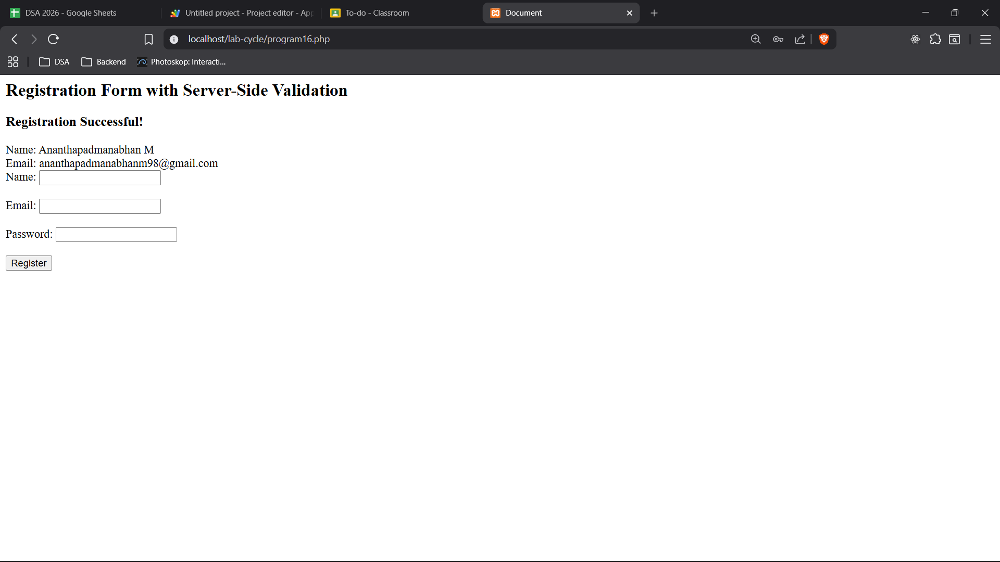 DSA 2026 - Google Sheets
Untitled project - Project editor - App
To-do - Classroom
Document
localhost/lab-cycle/program16.php
DSA
Backend
Photoskop: Interacti...
Registration Form with Server-Side Validation
Registration Successful!
Name: Ananthapadmanabhan M
Email: ananthapadmanabhanm98@gmail.com
Name:
Email:
Password:
Register